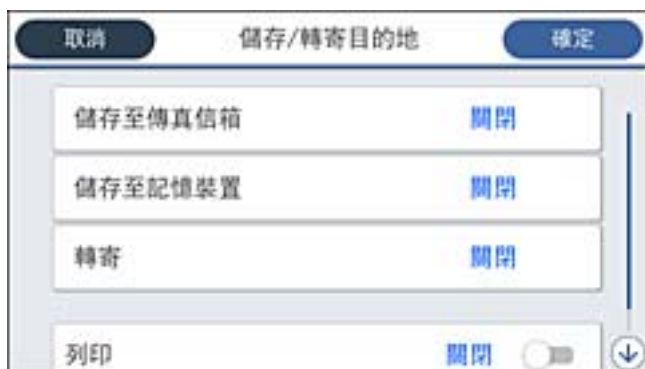 取消 儲存/轉寄目的地 確定
儲存至傳真信箱 關閉
儲存至記憶裝置 關閉
轉寄 關閉
列印 關閉